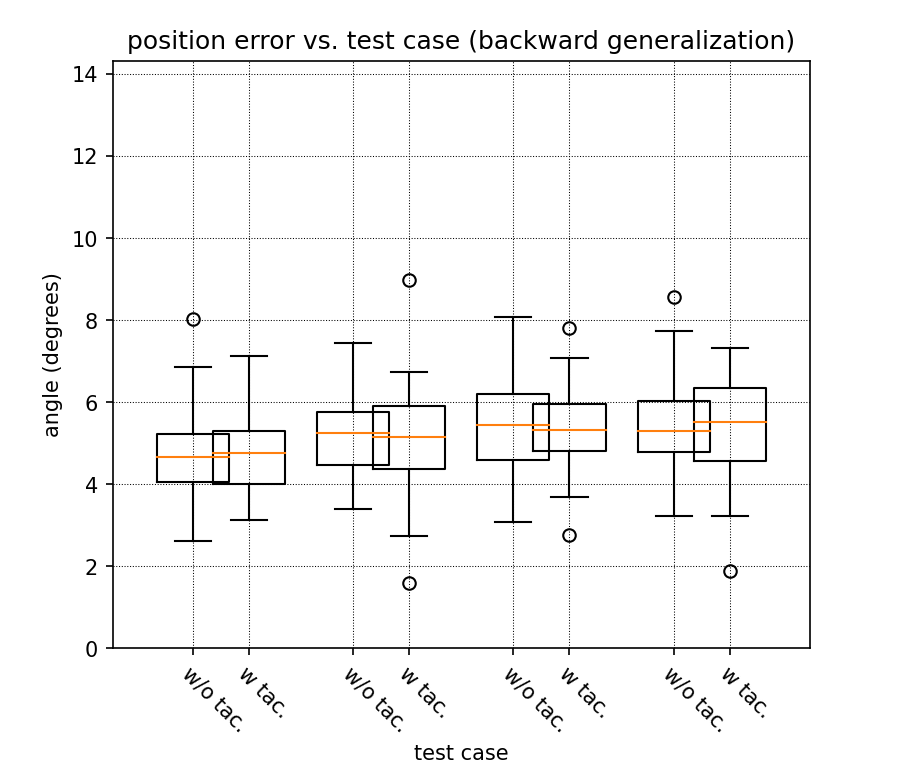 position error vs. test case (backward generalization)
14
12
10
8
6
4
2
0
angle (degrees)
w/o tac.
w tac.
w/o tac.
w tac.
w/o tac.
w tac.
w/o tac.
w tac.
test case